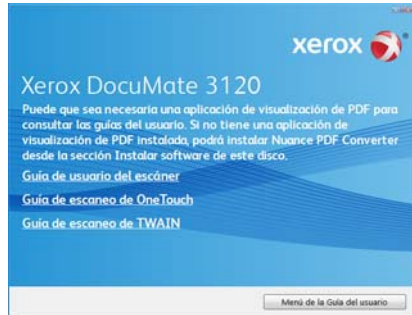 xerox
Xerox DocuMate 3120
Puede que sea necesaria una aplicación de visualización de PDF para
consultar las guías del usuario. Si no tiene una aplicación de
visualización de PDF instalada, podrá instalar Nuance PDF Converter
desde la sección Instalar software de este disco.
Guía de usuario del escáner
Guía de escaneo de OneTouch
Guía de escaneo de TWAIN
Menú de la Guía del usuario